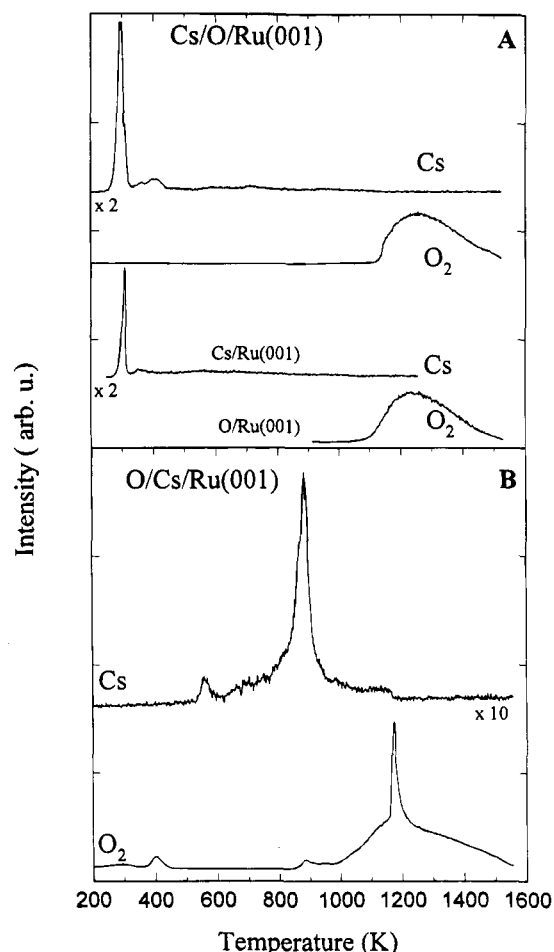 Cs/O/Ru(001)
A
Cs
x 2
O2
Cs/Ru(001)
Cs
x 2
O/Ru(001)
O2
Intensity ( arb. u.)
O/Cs/Ru(001)
B
Cs
x 10
O2
200 400 600 800 1000 1200 1400 1600
Temperature (K)